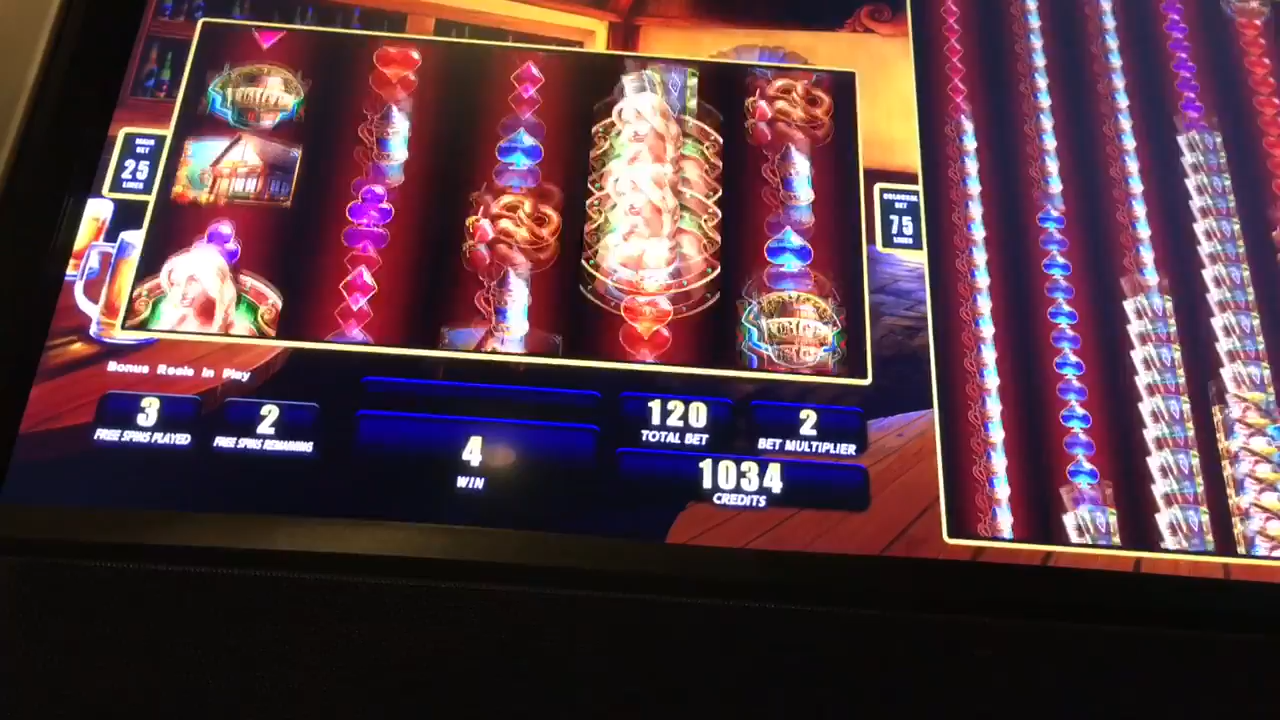 MAIN
BET
25
LINES
COLOSSAL
BET
75
LINES
Bonus Reels In Play
3
FREE SPINS PLAYED
2
FREE SPINS REMAINING
4
WIN
120
TOTAL BET
2
BET MULTIPLIER
1034
CREDITS